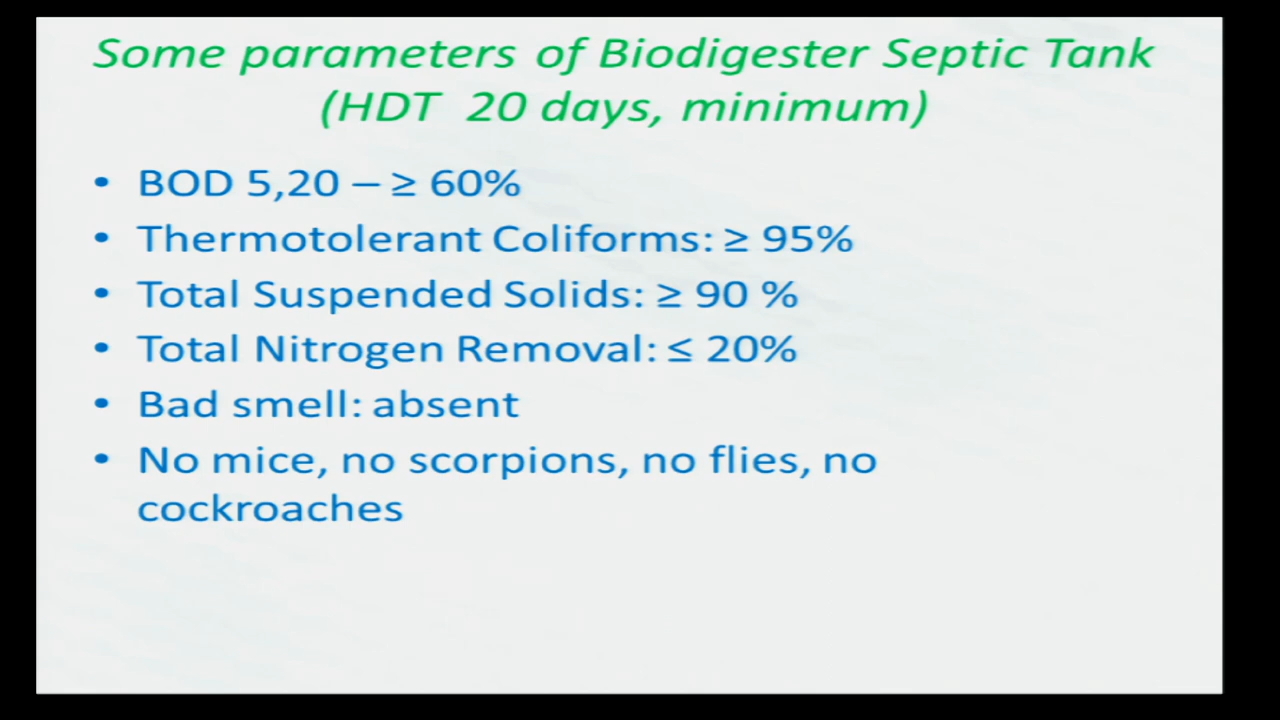 Some parameters of Biodigester Septic Tank
(HDT 20 days, minimum)
• BOD 5,20 – ≥ 60%
• Thermotolerant Coliforms: ≥ 95%
• Total Suspended Solids: ≥ 90 %
• Total Nitrogen Removal: ≤ 20%
• Bad smell: absent
• No mice, no scorpions, no flies, no
cockroaches